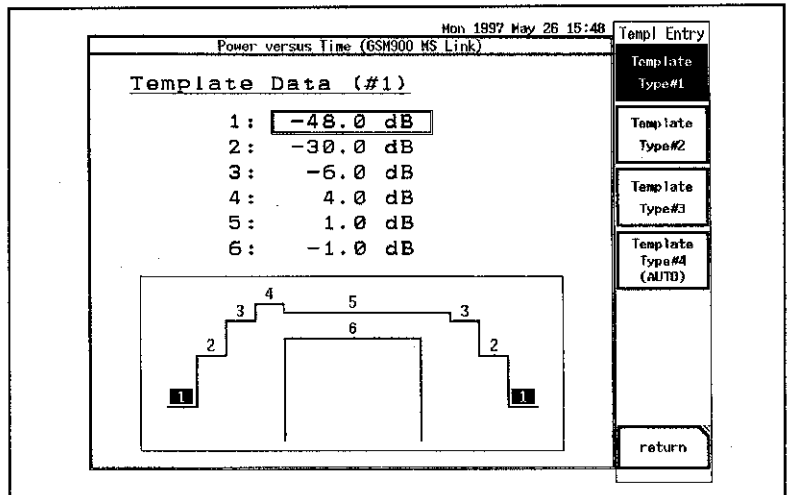 Mon 1997 May 26 15:48
Power versus Time (GSM900 MS Link)
Template Data (#1)
1: -48.0 dB
2: -30.0 dB
3: -6.0 dB
4: 4.0 dB
5: 1.0 dB
6: -1.0 dB
4
3 5 3
6
2 2
1 1
Templ Entry
Template
Type#1
Template
Type#2
Template
Type#3
Template
Type#4
(AUTO)
return